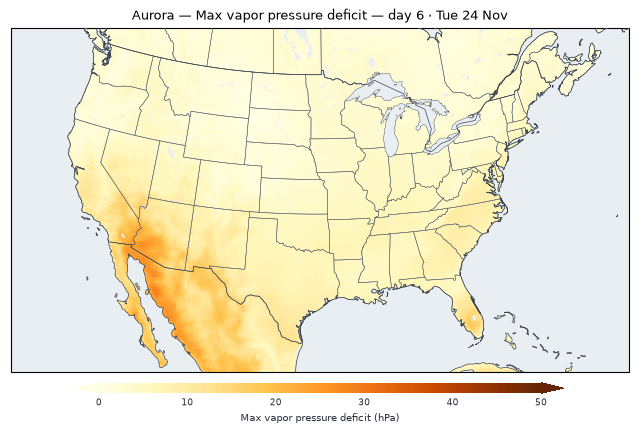 Aurora — Max vapor pressure deficit — day 6 · Tue 24 Nov
0 10 20 30 40 50
Max vapor pressure deficit (hPa)